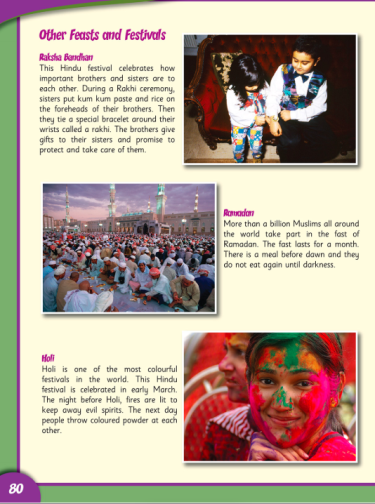 Other Feasts and Festivals
Raksha Bandhan
This Hindu festival celebrates how
important brothers and sisters are to
each other. During a Rakhi ceremony,
sisters put kum kum paste and rice on
the foreheads of their brothers. Then
they tie a special bracelet around their
wrists called a rakhi. The brothers give
gifts to their sisters and promise to
protect and take care of them.
Ramadan
More than a billion Muslims all around
the world take part in the fast of
Ramadan. The fast lasts for a month.
There is a meal before dawn and they
do not eat again until darkness.
Holi
Holi is one of the most colourful
festivals in the world. This Hindu
festival is celebrated in early March.
The night before Holi, fires are lit to
keep away evil spirits. The next day
people throw coloured powder at each
other.
80